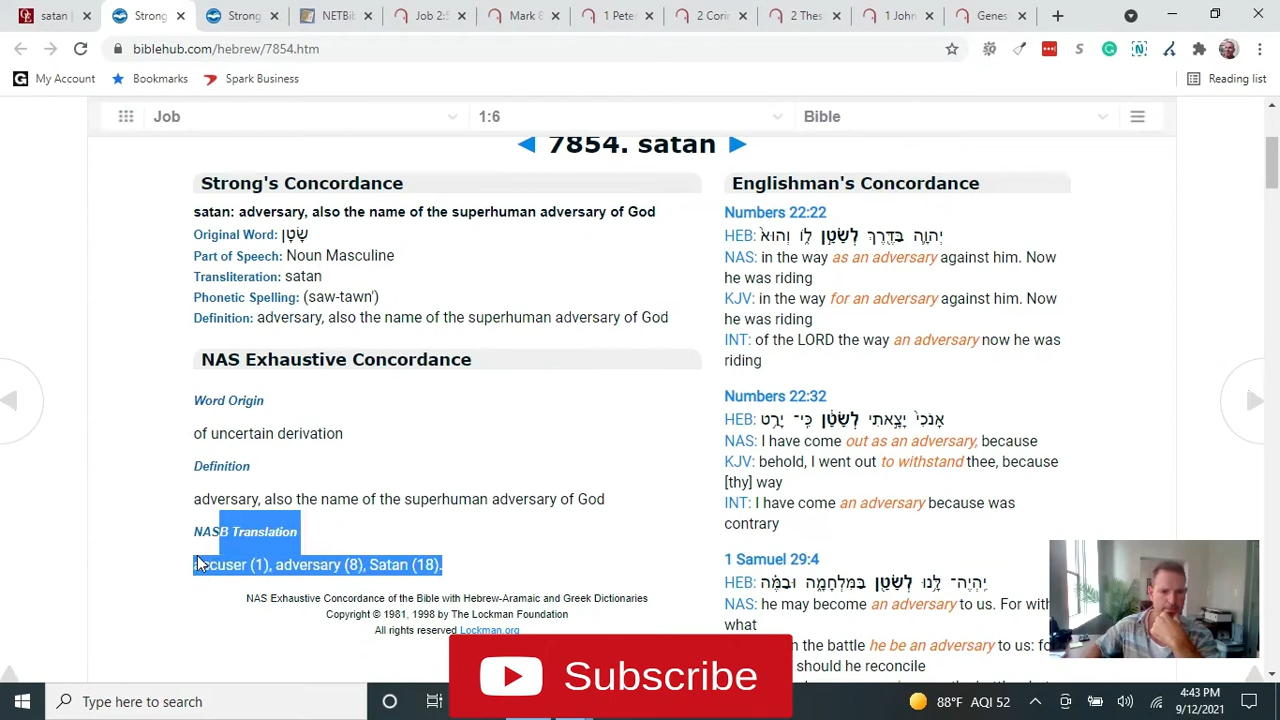 satan |
Strong
Strong'
NETBil
Job 2:5
Mark 8:
1 Peter
2 Corin
2 Thess
1 John
Genes
biblehub.com/hebrew/7854.htm
My Account
Bookmarks
Spark Business
Reading list
Job
1:6
Bible
7854. satan
Strong's Concordance
satan: adversary, also the name of the superhuman adversary of God
Original Word: שָׂטָן
Part of Speech: Noun Masculine
Transliteration: satan
Phonetic Spelling: (saw-tawn')
Definition: adversary, also the name of the superhuman adversary of God
NAS Exhaustive Concordance
Word Origin
of uncertain derivation
Definition
adversary, also the name of the superhuman adversary of God
NASB Translation
accuser (1), adversary (8), Satan (18).
NAS Exhaustive Concordance of the Bible with Hebrew-Aramaic and Greek Dictionaries
Copyright © 1981, 1998 by The Lockman Foundation
All rights reserved Lockman.org
Englishman's Concordance
Numbers 22:22
HEB: יְהוָ֛ה בַּדֶּ֖רֶךְ לְשָׂטָ֣ן ל֑וֹ וְהוּא֙
NAS: in the way as an adversary against him. Now
he was riding
KJV: in the way for an adversary against him. Now
he was riding
INT: of the LORD the way an adversary now he was
riding
Numbers 22:32
HEB: אָנֹכִי֙ יָצָ֣אתִי לְשָׂטָ֔ן כִּֽי־ יָרַ֥ט
NAS: I have come out as an adversary, because
KJV: behold, I went out to withstand thee, because
[thy] way
INT: I have come an adversary because was
contrary
1 Samuel 29:4
HEB: יִֽהְיֶה־ לָּ֥נוּ לְשָׂטָ֖ן בַּמִּלְחָמָ֑ה וּבַמֶּ֗ה
NAS: he may become an adversary to us. For with
what
n the battle he be an adversary to us: fo
should he reconcile
Subscribe
Type here to search
88°F AQI 52
4:43 PM
9/12/2021